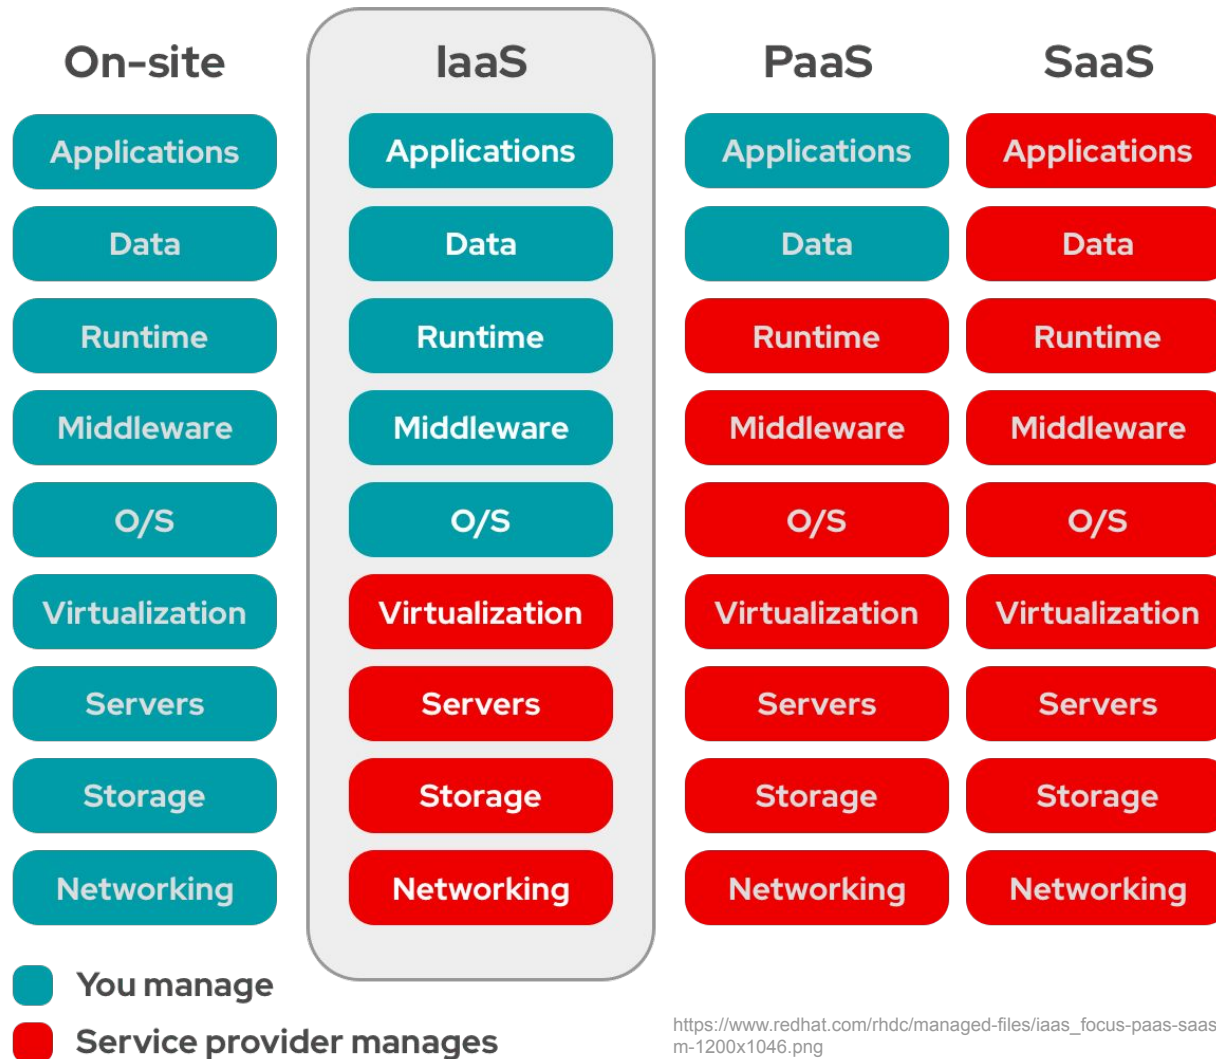 On-site IaaS PaaS SaaS
Applications Applications Applications Applications
Data Data Data Data
Runtime Runtime Runtime Runtime
Middleware Middleware Middleware Middleware
O/S O/S O/S O/S
Virtualization Virtualization Virtualization Virtualization
Servers Servers Servers Servers
Storage Storage Storage Storage
Networking Networking Networking Networking
You manage
Service provider manages
https://www.redhat.com/rhdc/managed-files/iaas_focus-paas-saas
m-1200x1046.png